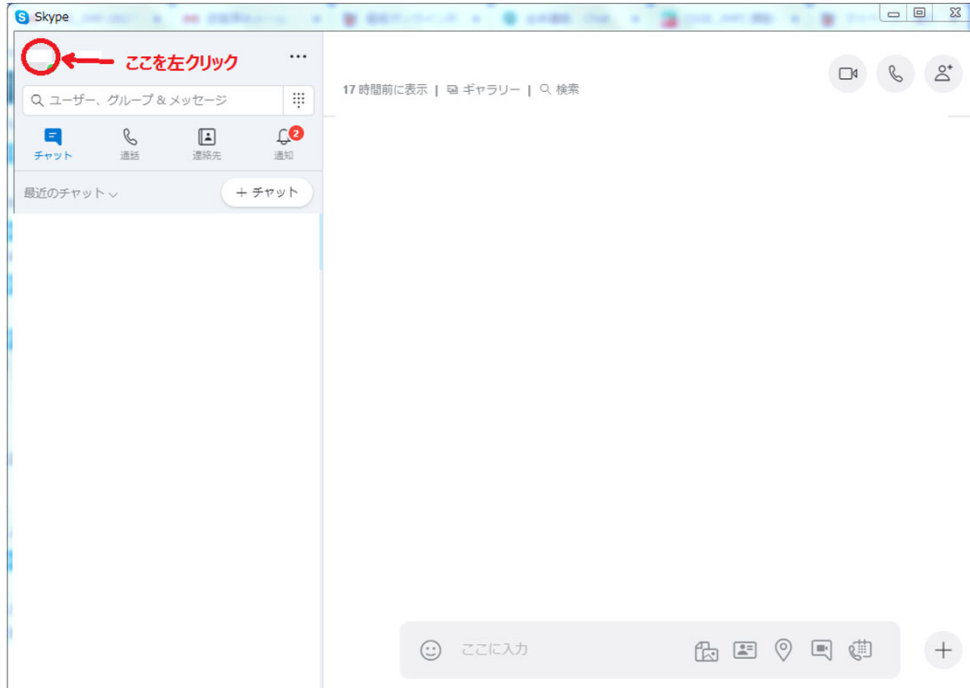 Skype
ここを左クリック
ユーザー、グループ & メッセージ
チャット
通話
連絡先
通知
2
最近のチャット
+ チャット
17 時間前に表示 | ギャラリー | 検索
ここに入力